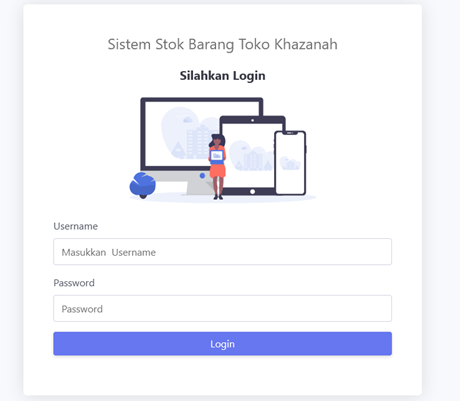 Sistem Stok Barang Toko Khazanah
Silahkan Login
Username
Masukkan  Username
Password
Password
Login